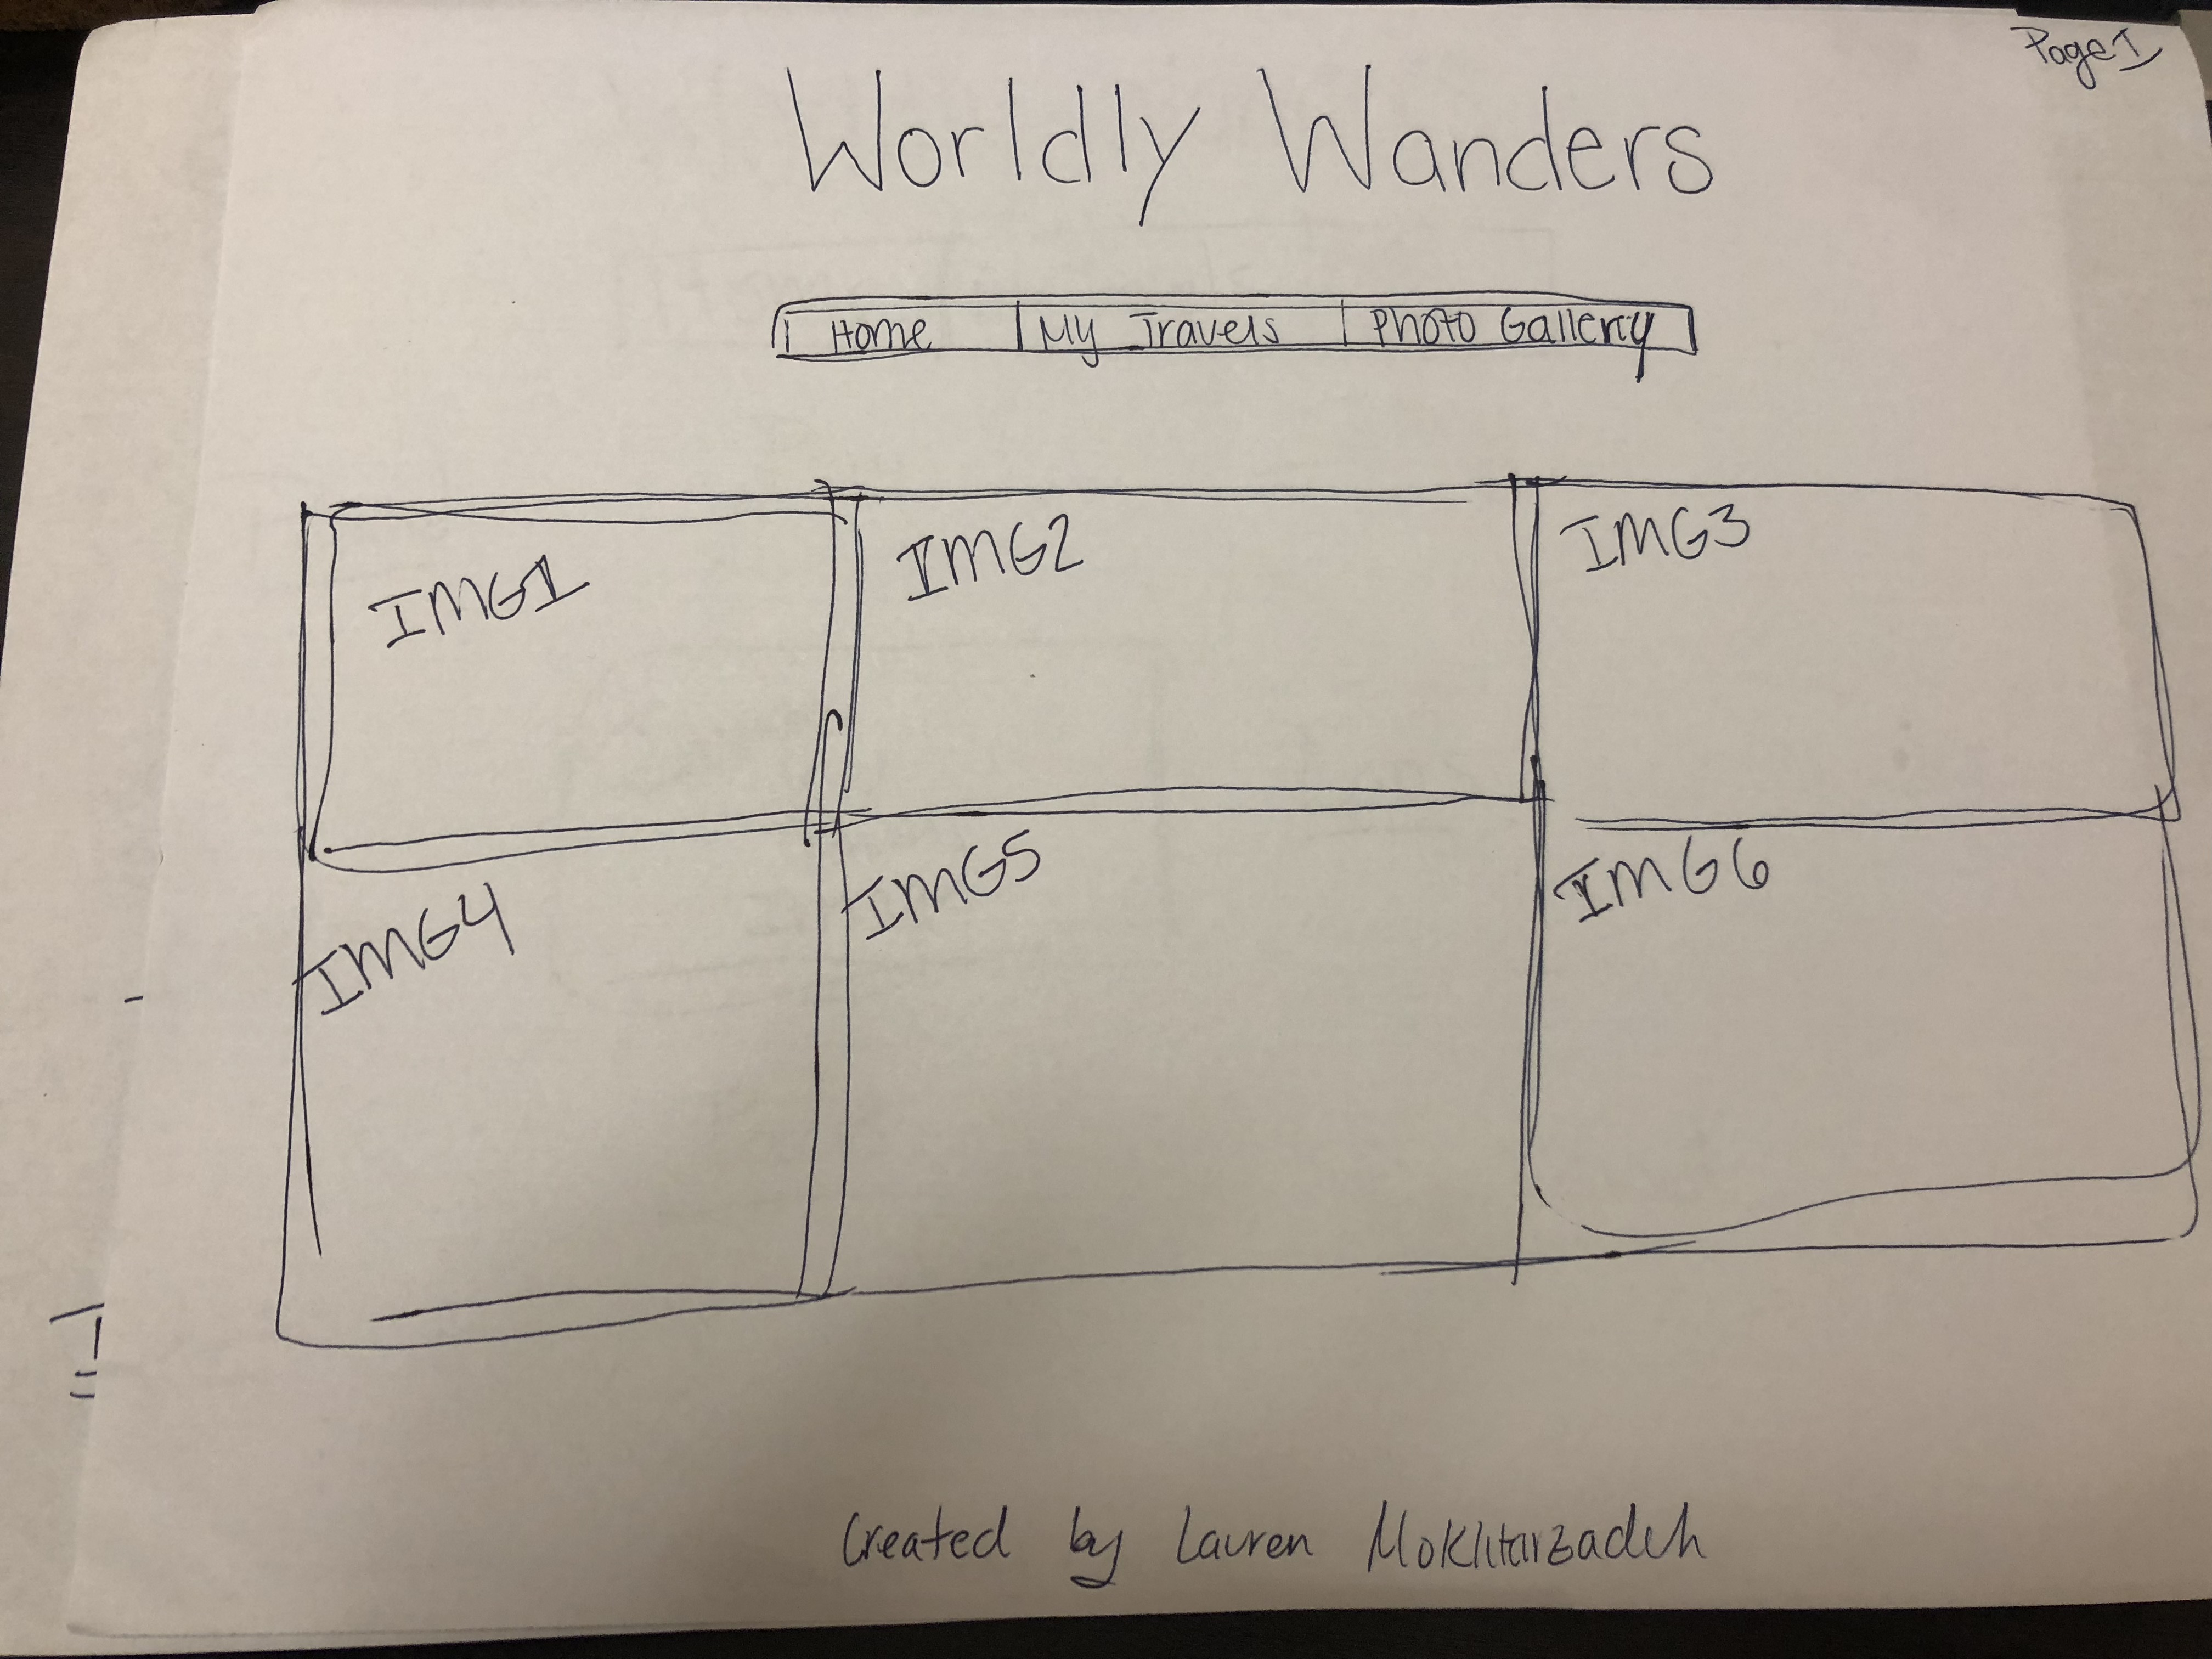 Page 1
Worldly Wanders
Home | My Travels | Photo Gallery
IMG1 IMG2 IMG3
IMG4 IMG5 IMG6
Created by Lauren Mokhtarzadeh